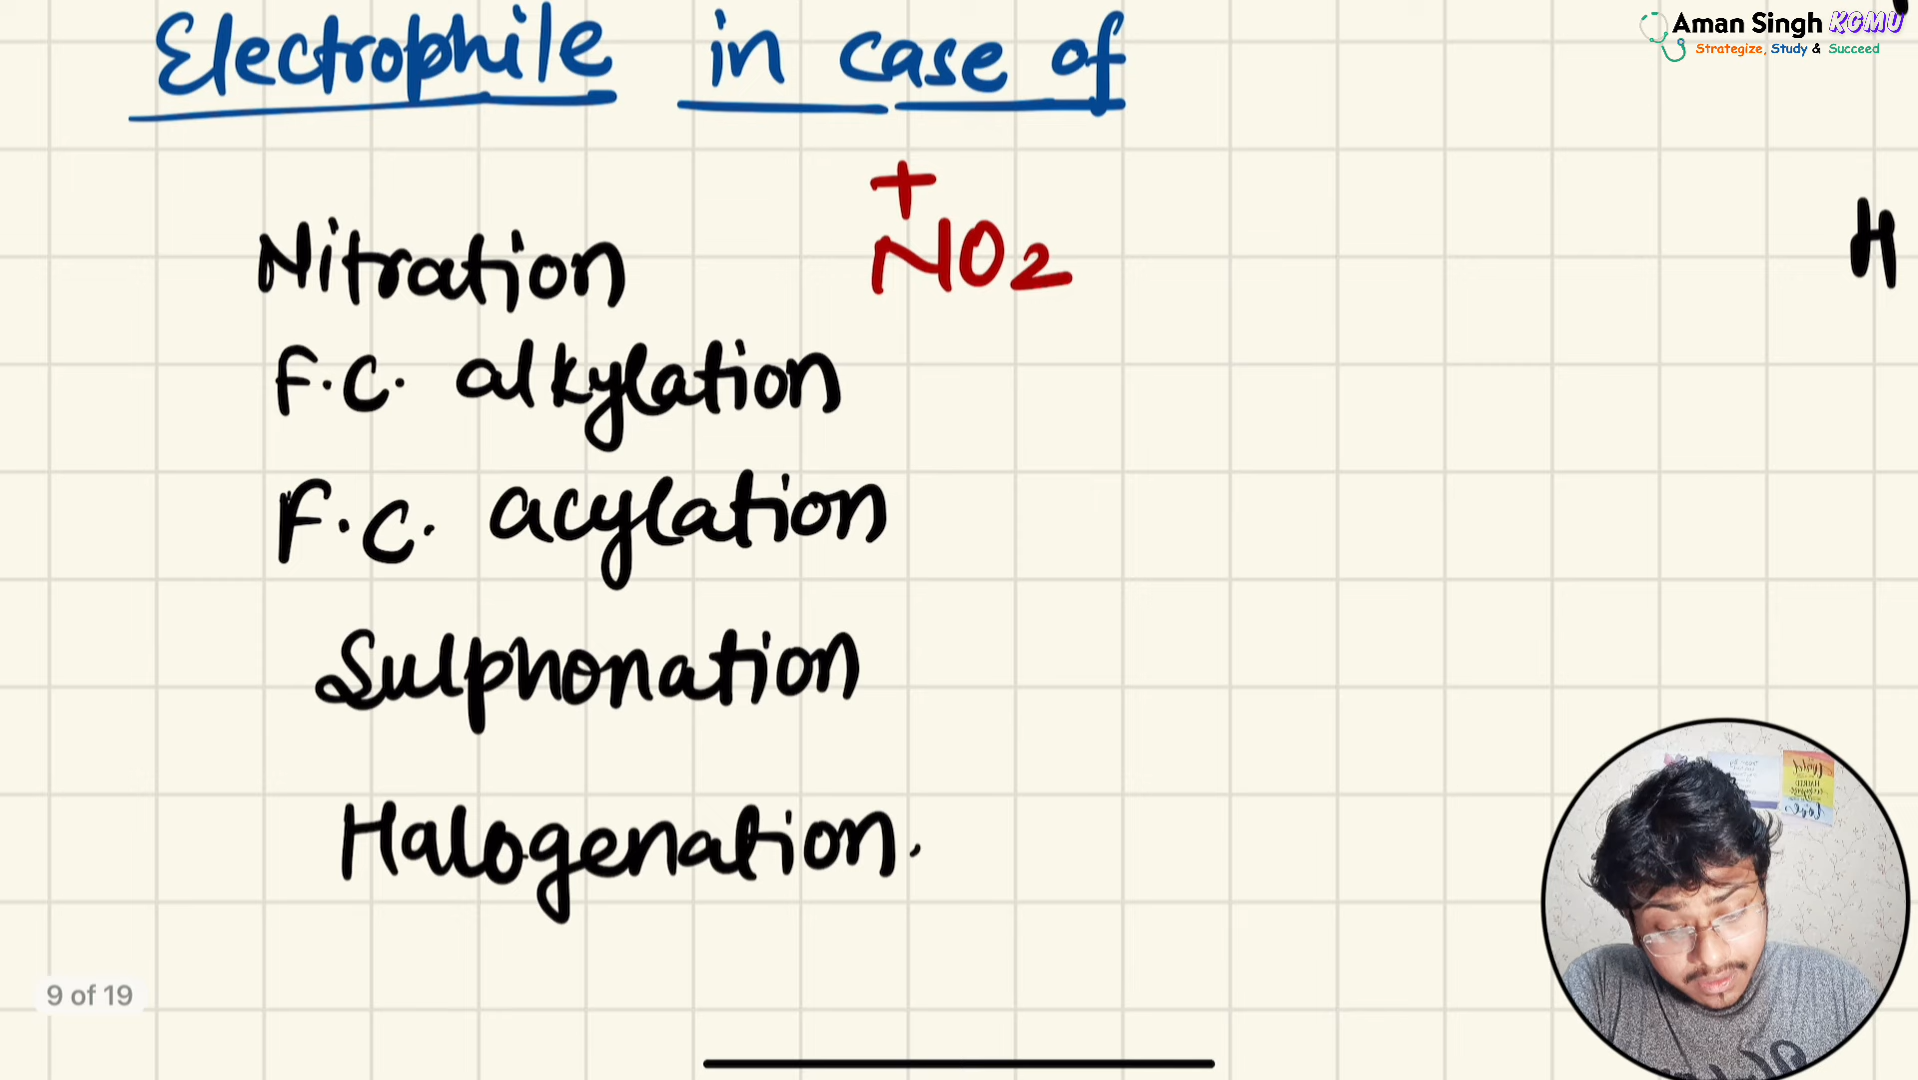 Electrophile in case of
Aman Singh KGMU
Strategize, Study & Succeed
+
NO2
H
Nitration
F.C. alkylation
F.C. acylation
Sulphonation
Halogenation.
9 of 19